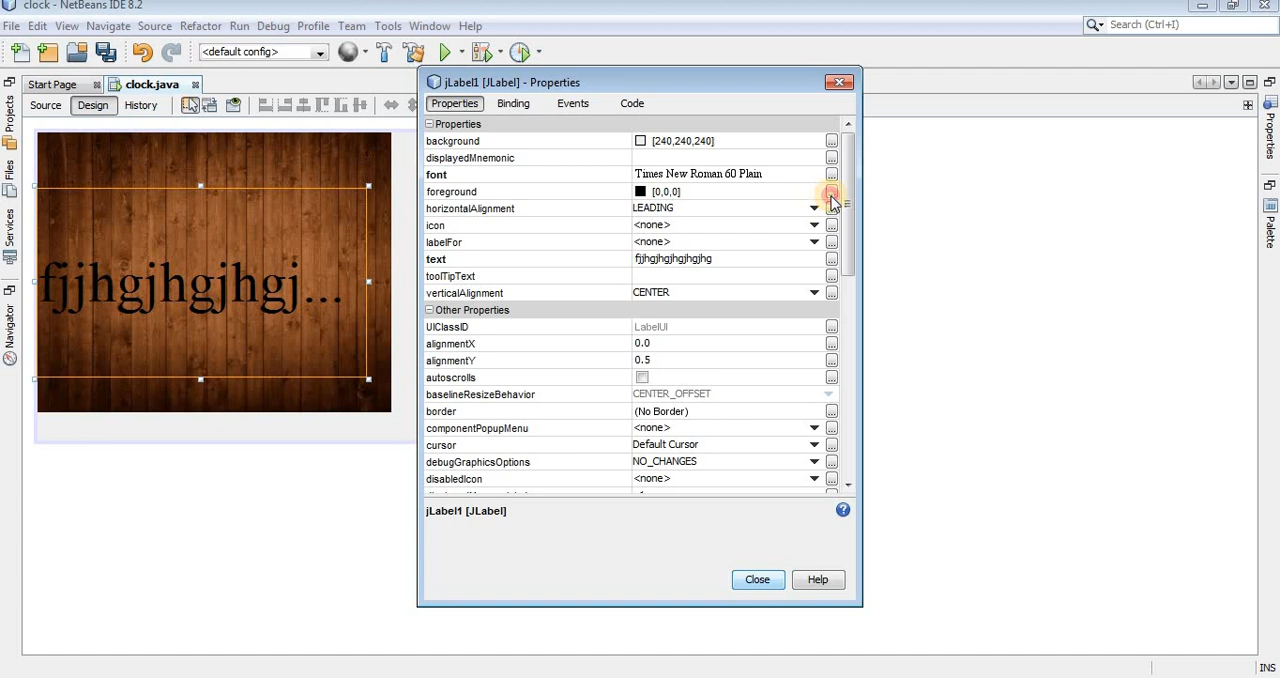 clock - NetBeans IDE 8.2
File Edit View Navigate Source Refactor Run Debug Profile Team Tools Window Help
Search (Ctrl+I)
<default config>
Start Page clock.java
Source Design History
Projects
Files
Services
Navigator
fjjhgjhgjhgj...
jLabel1 [JLabel] - Properties
Properties Binding Events Code
Properties
background [240,240,240]
displayedMnemonic
font Times New Roman 60 Plain
foreground [0,0,0]
horizontalAlignment LEADING
icon <none>
labelFor <none>
text fjjhgjhgjhgjhg
toolTipText
verticalAlignment CENTER
Other Properties
UIClassID LabelUI
alignmentX 0.0
alignmentY 0.5
autoscrolls
baselineResizeBehavior CENTER_OFFSET
border (No Border)
componentPopupMenu <none>
cursor Default Cursor
debugGraphicsOptions NO_CHANGES
disabledIcon <none>
jLabel1 [JLabel]
Close Help
Properties
Palette
INS